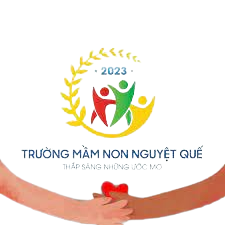 · 2023 ·
TRƯỜNG MẦM NON NGUYỆT QUẾ
THẮP SÁNG NHỮNG ƯỚC MƠ